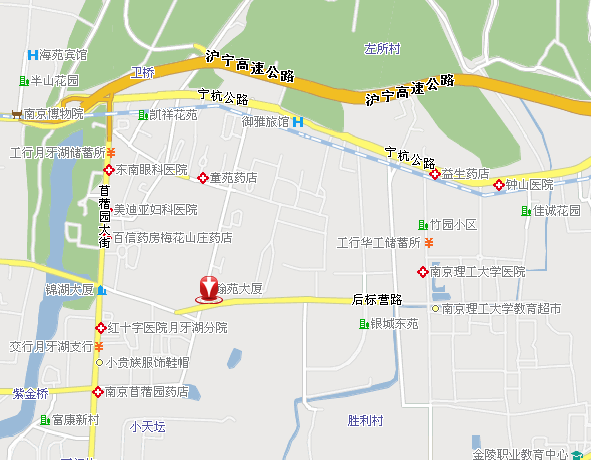 海苑宾馆
沪宁高速公路
左所村
卫桥
半山花园
沪宁高速公路
宁杭公路
南京博物院
凯祥花苑
御雅旅馆
宁杭公路
工行月牙湖储蓄所
东南眼科医院
童苑药店
益生药店
钟山医院
苜蓿园大街
美迪亚妇科医院
佳诚花园
竹园小区
百信药房梅花山庄药店
工行华工储蓄所
南京理工大学医院
锦湖大厦
翰苑大厦
后标营路
南京理工大学教育超市
红十字医院月牙湖分院
银城东苑
交行月牙湖支行
小贵族服饰鞋帽
紫金桥
南京苜蓿园药店
富康新村
小天坛
胜利村
金陵职业教育中心